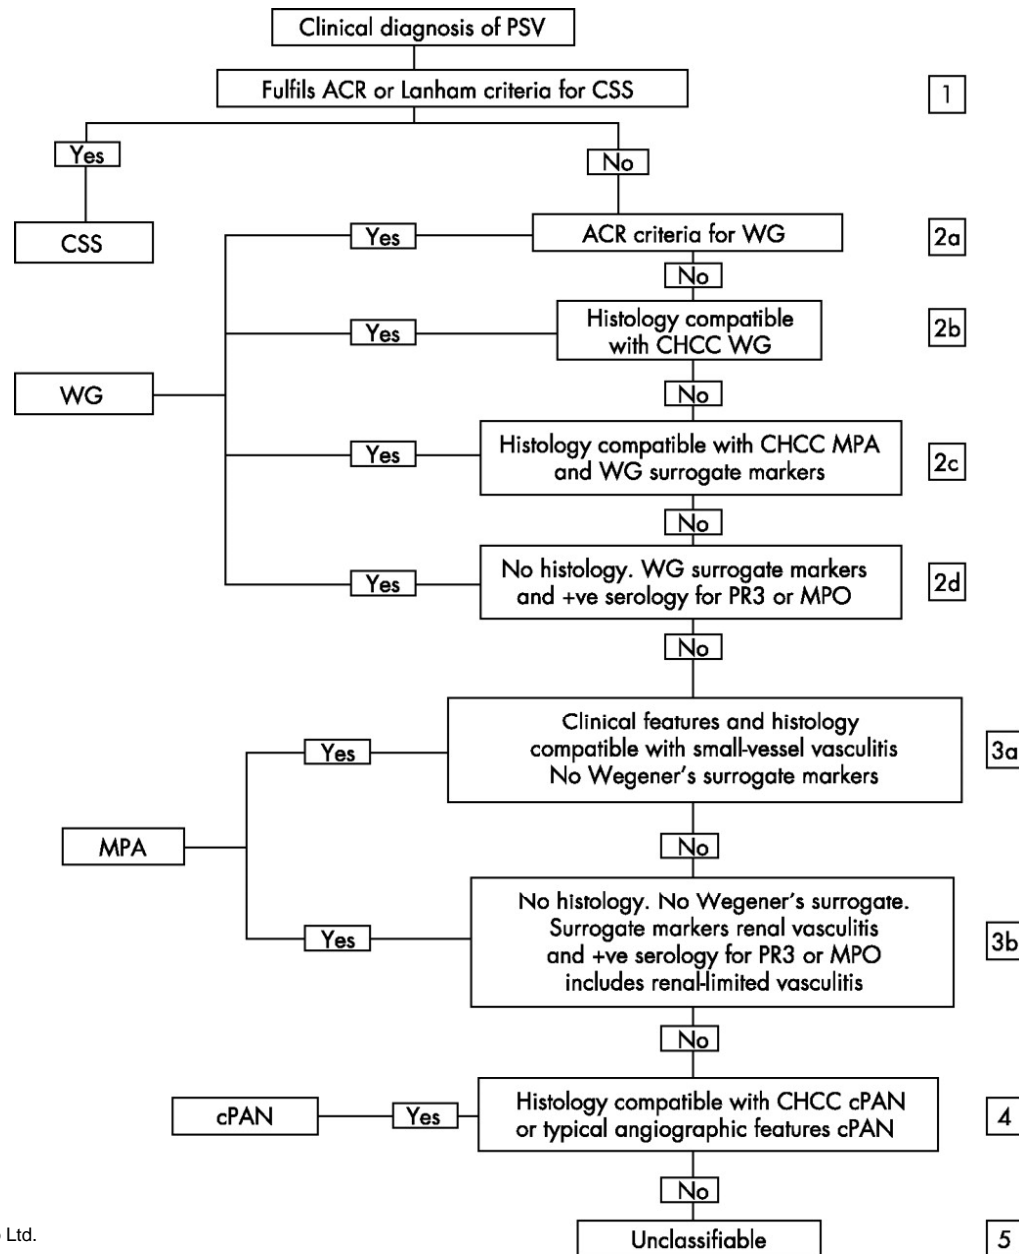 Clinical diagnosis of PSV
Fulfils ACR or Lanham criteria for CSS
1
Yes
No
CSS
Yes
ACR criteria for WG
2a
No
Yes
Histology compatible
with CHCC WG
2b
WG
No
Yes
Histology compatible with CHCC MPA
and WG surrogate markers
2c
No
Yes
No histology. WG surrogate markers
and +ve serology for PR3 or MPO
2d
No
Yes
Clinical features and histology
compatible with small-vessel vasculitis
No Wegener's surrogate markers
3a
MPA
No
Yes
No histology. No Wegener's surrogate.
Surrogate markers renal vasculitis
and +ve serology for PR3 or MPO
includes renal-limited vasculitis
3b
No
cPAN
Yes
Histology compatible with CHCC cPAN
or typical angiographic features cPAN
4
No
Ltd.
Unclassifiable
5